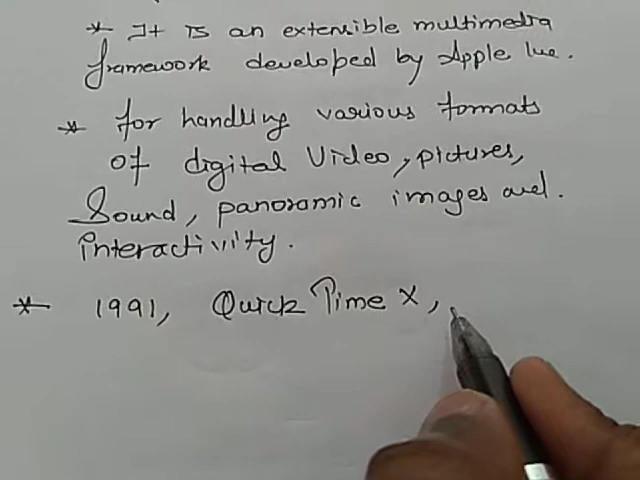 * It is an extensible multimedia
framework developed by Apple Inc.
* for handling various formats
of digital Video, pictures,
Sound, panoramic images and.
interactivity.
* 1991, Quick Time X,